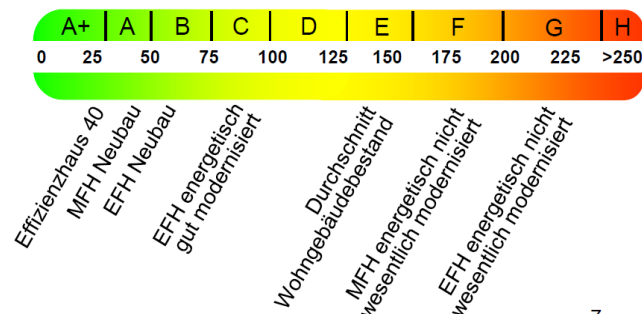 A+ A B C D E F G H
0 25 50 75 100 125 150 175 200 225 >250
Effizienzhaus 40
MFH Neubau
EFH Neubau
EFH energetisch
gut modernisiert
Durchschnitt
Wohngebäudebestand
MFH energetisch nicht
wesentlich modernisiert
EFH energetisch nicht
wesentlich modernisiert